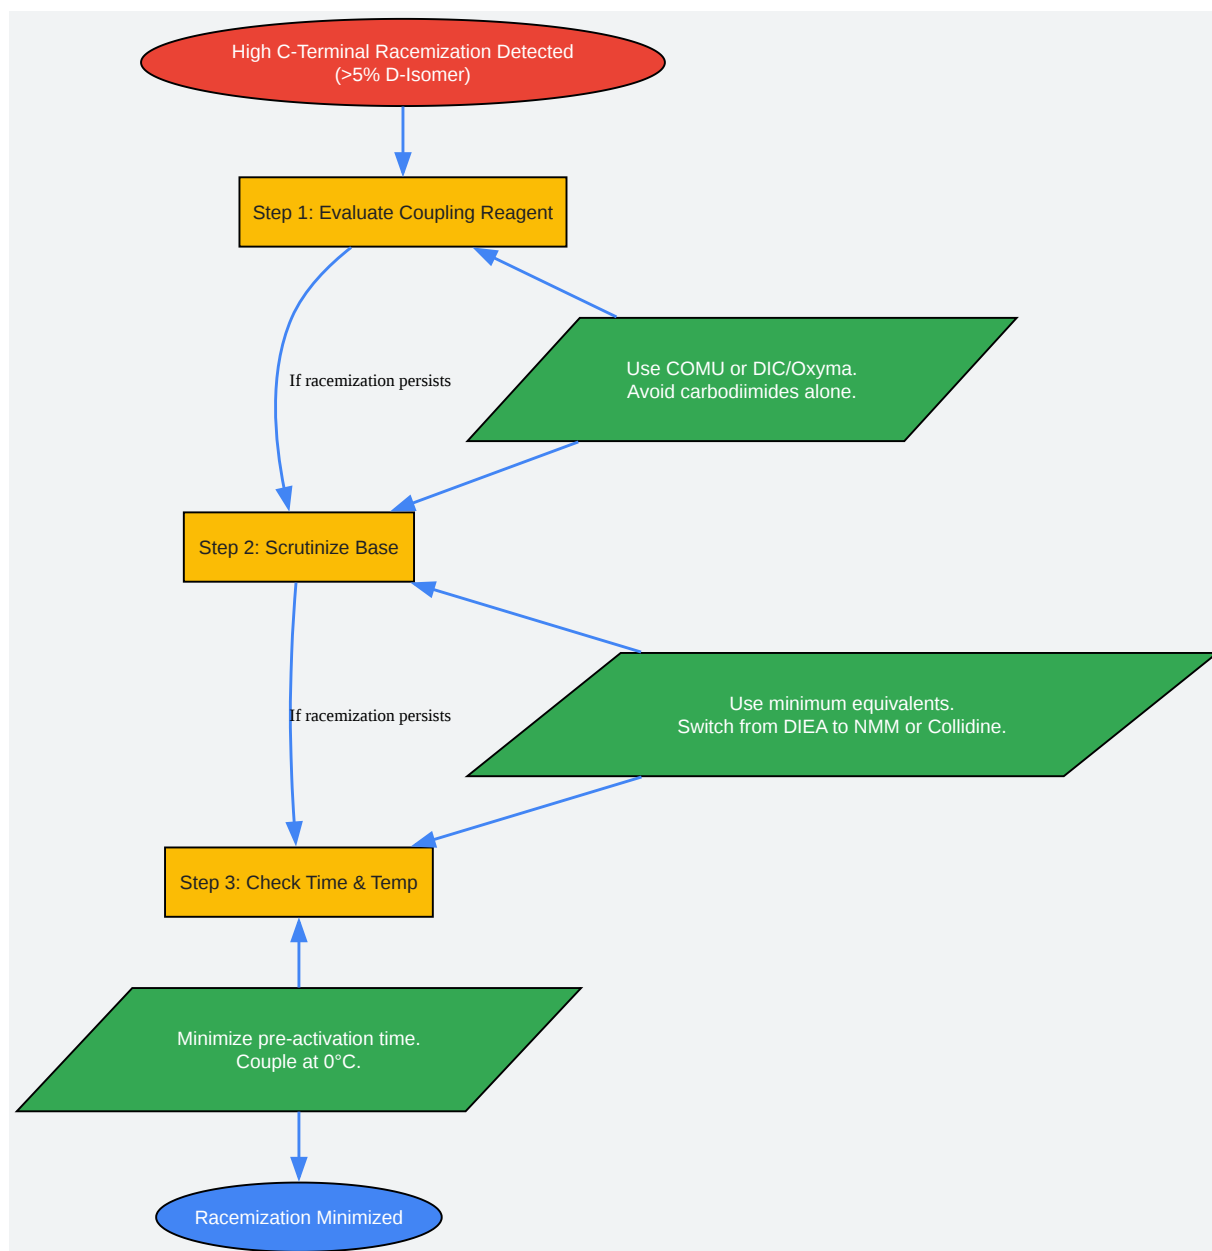 High C-Terminal Racemization Detected
(>5% D-Isomer)
Step 1: Evaluate Coupling Reagent
Use COMU or DIC/Oxyma.
Avoid carbodiimides alone.
If racemization persists
Step 2: Scrutinize Base
Use minimum equivalents.
Switch from DIEA to NMM or Collidine.
If racemization persists
Step 3: Check Time & Temp
Minimize pre-activation time.
Couple at 0°C.
Racemization Minimized